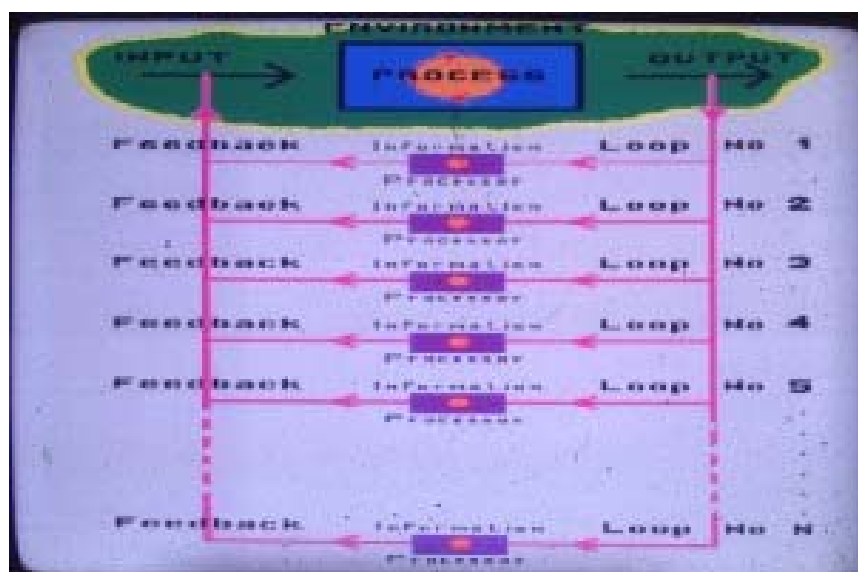 ENVIRONMENT
INPUT PROCESS OUTPUT
Feedback Information Processor Loop No 1
Feedback Information Processor Loop No 2
Feedback Information Processor Loop No 3
Feedback Information Processor Loop No 4
Feedback Information Processor Loop No 5
Feedback Information Processor Loop No N